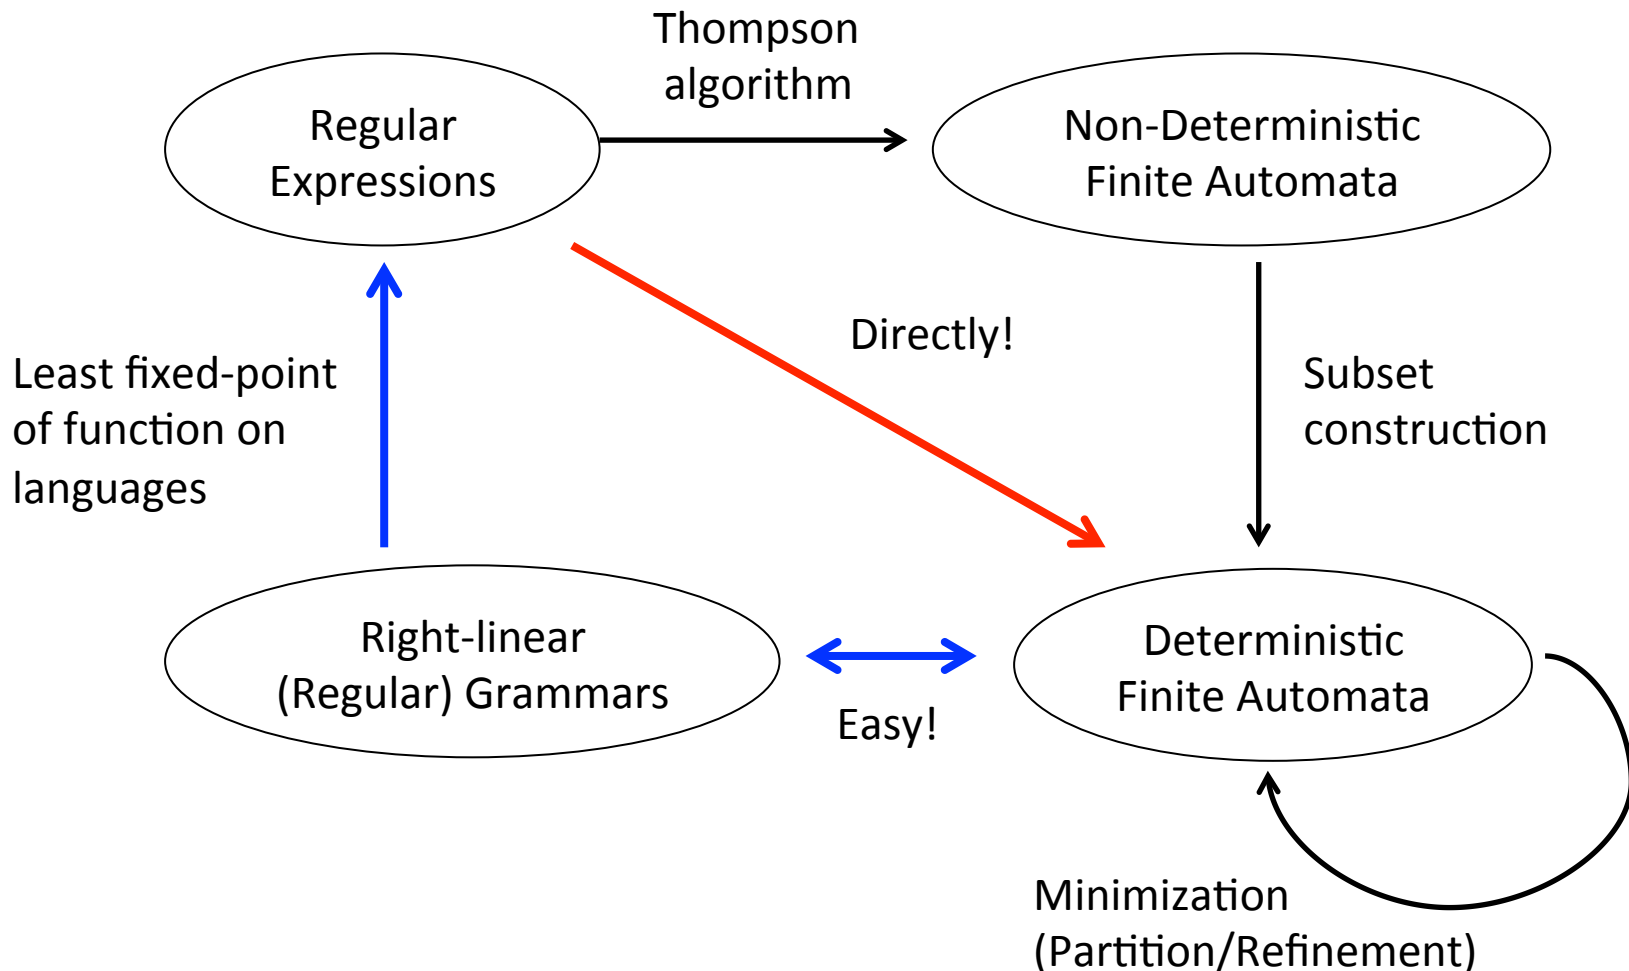 Thompson
algorithm
Regular
Expressions
Non-Deterministic
Finite Automata
Directly!
Least fixed-point
of function on
languages
Subset
construction
Right-linear
(Regular) Grammars
Easy!
Deterministic
Finite Automata
Minimization
(Partition/Refinement)